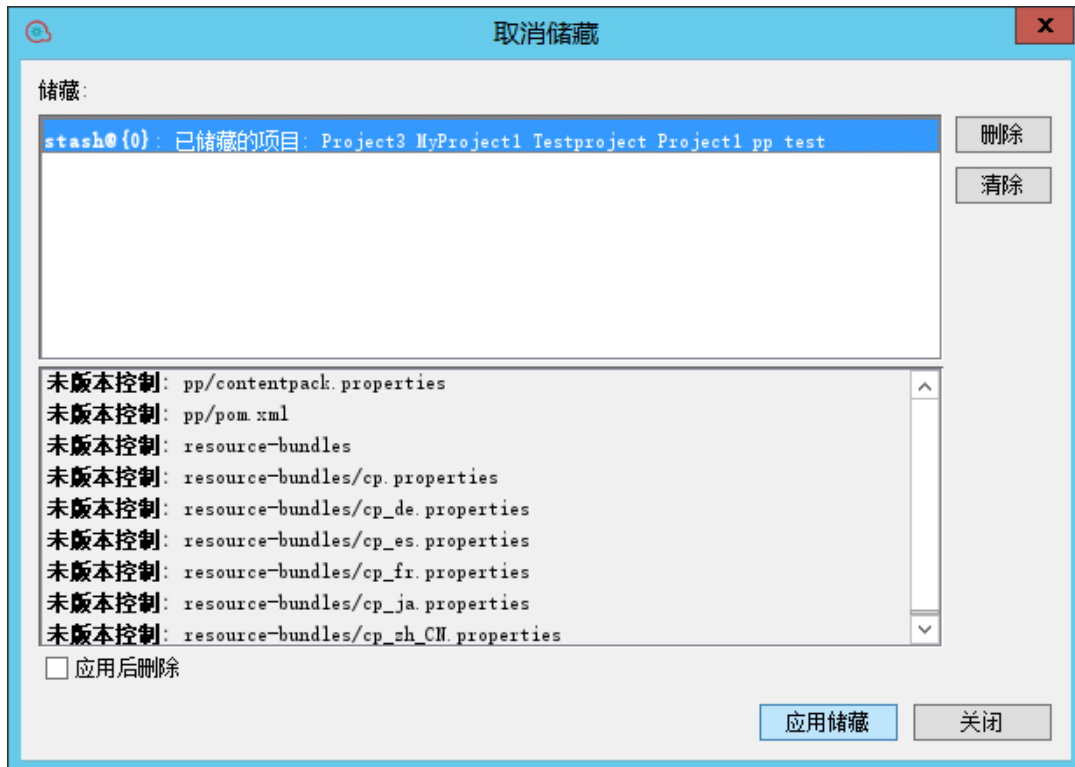 取消储藏
x
储藏:
stash@{0}: 已储藏的项目: Project3 MyProject1 Testproject Project1 pp test
删除
清除
未版本控制: pp/contentpack.properties
未版本控制: pp/pom.xml
未版本控制: resource-bundles
未版本控制: resource-bundles/cp.properties
未版本控制: resource-bundles/cp_de.properties
未版本控制: resource-bundles/cp_es.properties
未版本控制: resource-bundles/cp_fr.properties
未版本控制: resource-bundles/cp_ja.properties
未版本控制: resource-bundles/cp_zh_CN.properties
应用后删除
应用储藏
关闭